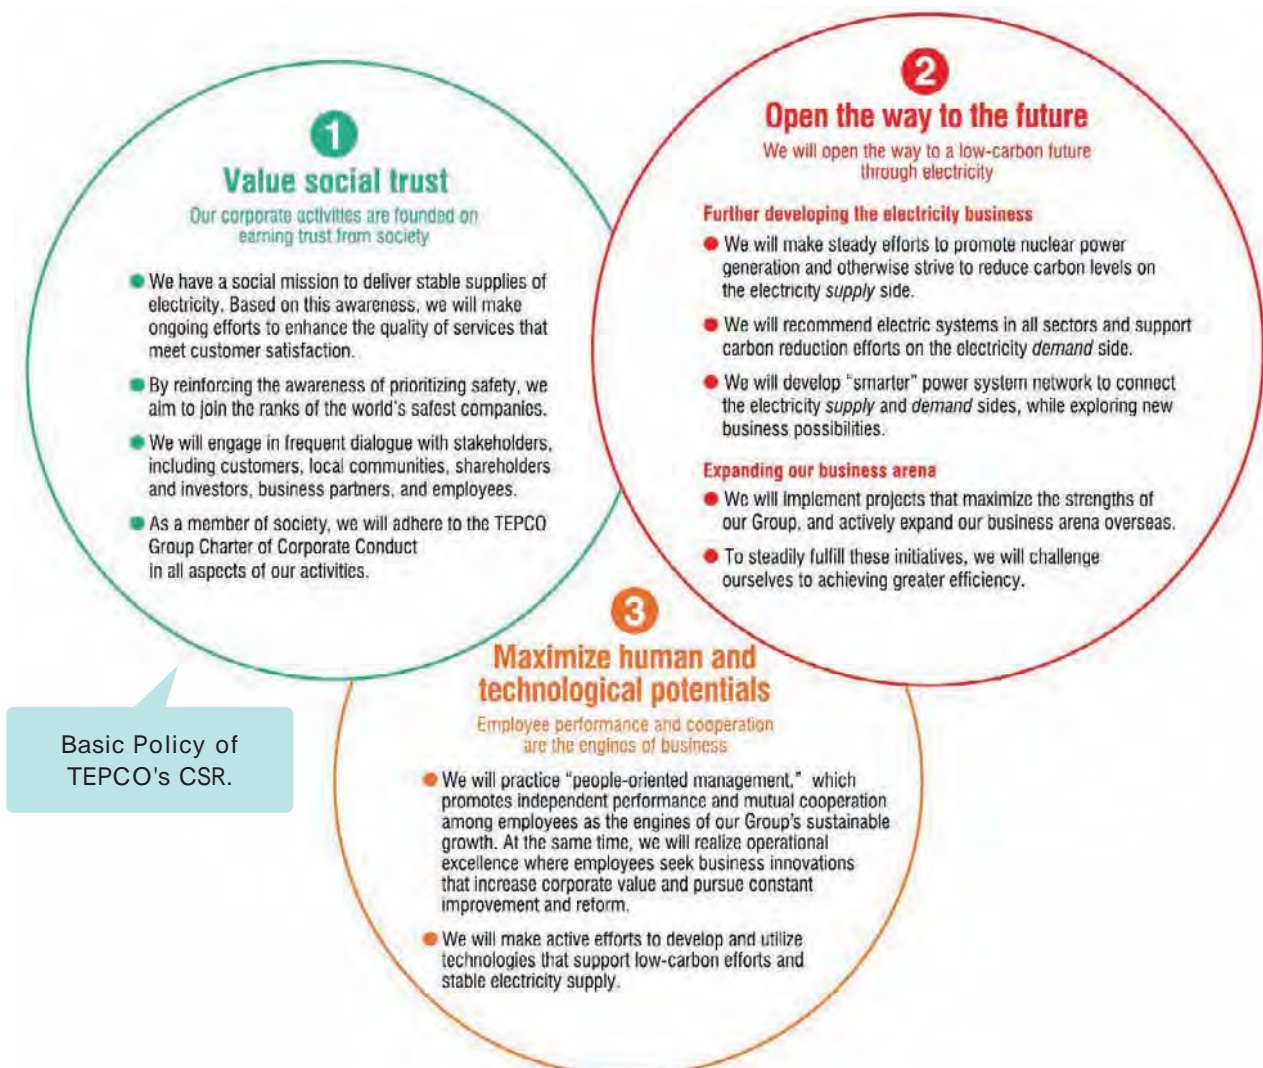 1
Value social trust
Our corporate activities are founded on
earning trust from society
● We have a social mission to deliver stable supplies of
electricity. Based on this awareness, we will make
ongoing efforts to enhance the quality of services that
meet customer satisfaction.
● By reinforcing the awareness of prioritizing safety, we
aim to join the ranks of the world's safest companies.
● We will engage in frequent dialogue with stakeholders,
including customers, local communities, shareholders
and investors, business partners, and employees.
● As a member of society, we will adhere to the TEPCO
Group Charter of Corporate Conduct
in all aspects of our activities.
2
Open the way to the future
We will open the way to a low-carbon future
through electricity
Further developing the electricity business
● We will make steady efforts to promote nuclear power
generation and otherwise strive to reduce carbon levels on
the electricity supply side.
● We will recommend electric systems in all sectors and support
carbon reduction efforts on the electricity demand side.
● We will develop “smarter” power system network to connect
the electricity supply and demand sides, while exploring new
business possibilities.
Expanding our business arena
● We will implement projects that maximize the strengths of
our Group, and actively expand our business arena overseas.
● To steadily fulfill these initiatives, we will challenge
ourselves to achieving greater efficiency.
3
Maximize human and
technological potentials
Employee performance and cooperation
are the engines of business
● We will practice “people-oriented management,” which
promotes independent performance and mutual cooperation
among employees as the engines of our Group's sustainable
growth. At the same time, we will realize operational
excellence where employees seek business innovations
that increase corporate value and pursue constant
improvement and reform.
● We will make active efforts to develop and utilize
technologies that support low-carbon efforts and
stable electricity supply.
Basic Policy of
TEPCO's CSR.